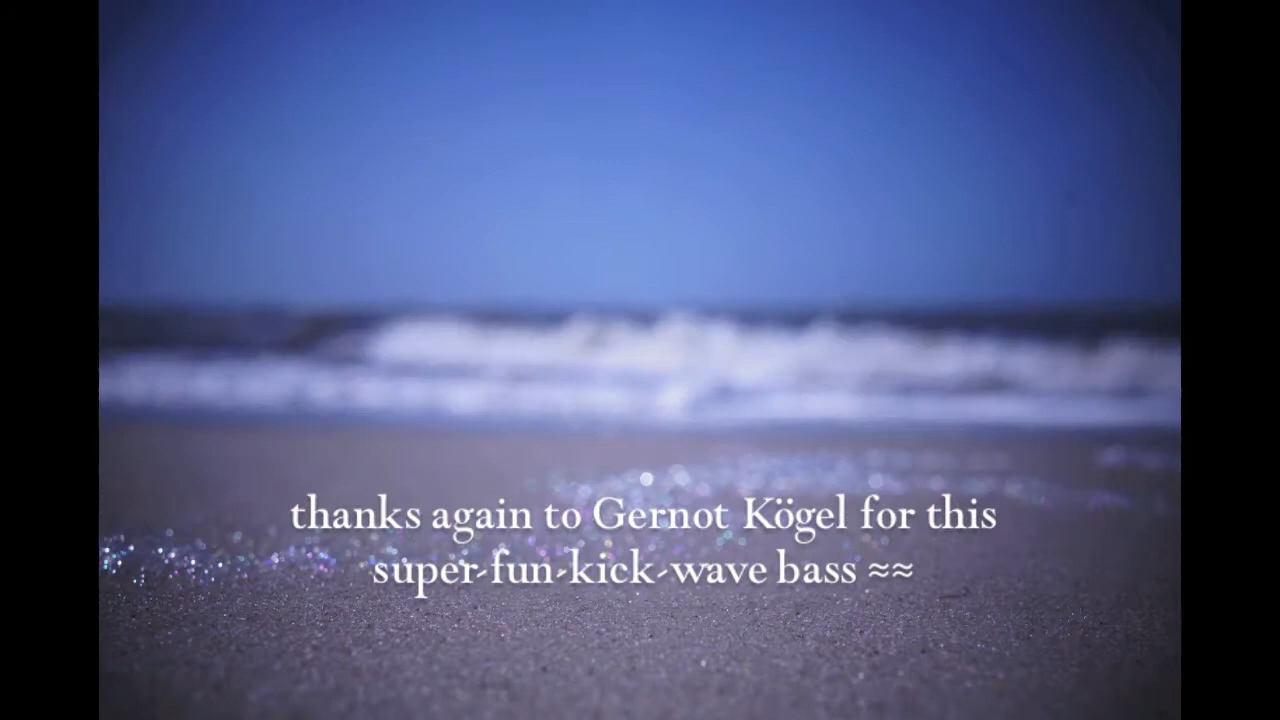 thanks again to Gernot Kögel for this
super-fun-kick-wave bass ≈≈